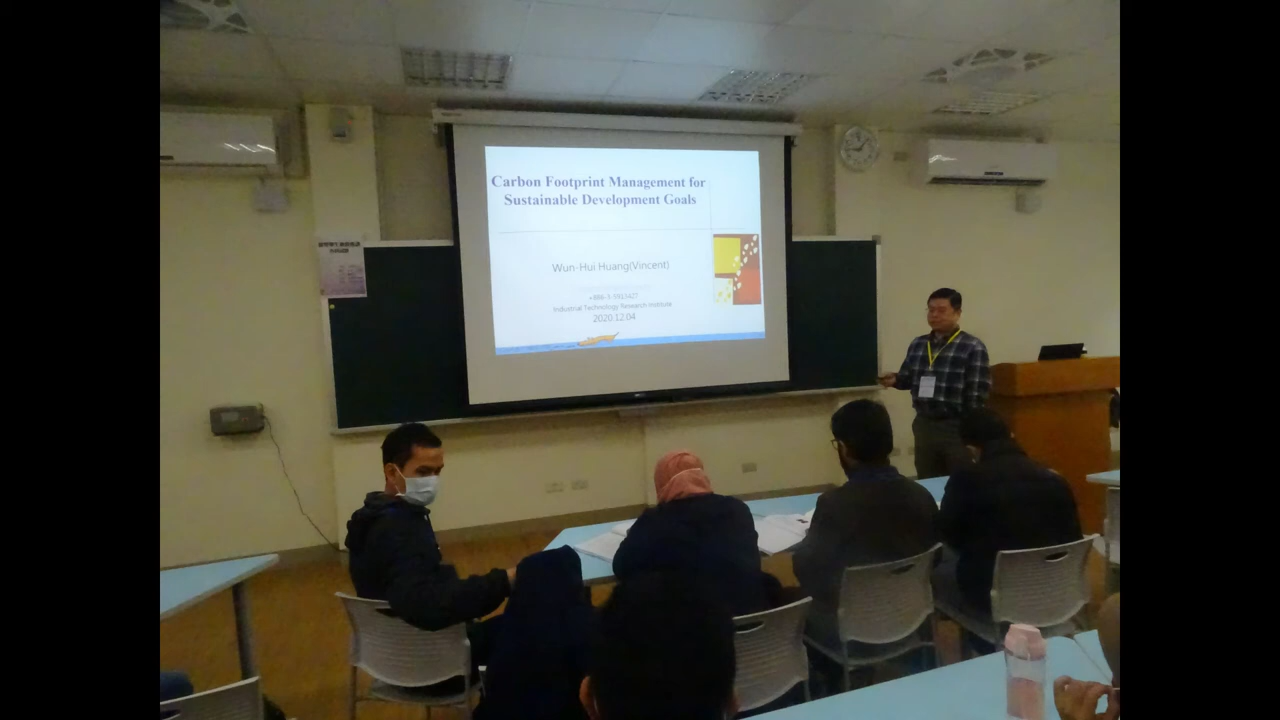 Carbon Footprint Management for
Sustainable Development Goals
Wun-Hui Huang(Vincent)
Industrial Technology Research Institute
2020.12.04